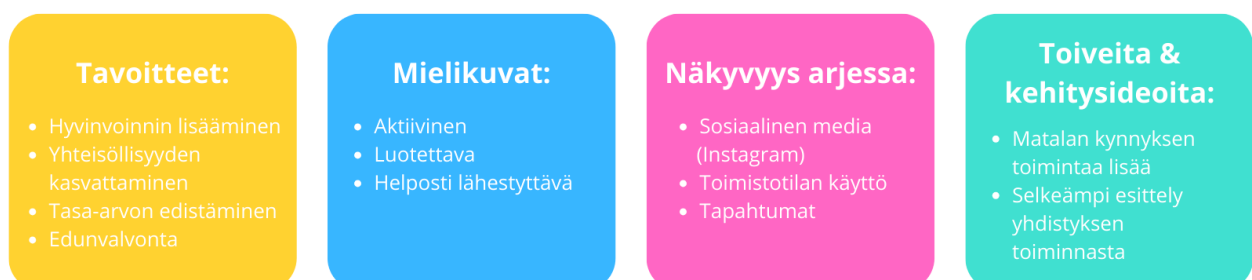 Tavoitteet:
• Hyvinvoinnin lisääminen
• Yhteisöllisyyden
kasvattaminen
• Tasa-arvon edistäminen
• Edunvalvonta
Mielikuvat:
• Aktiivinen
• Luotettava
• Helposti lähestyttävä
Näkyvyys arjessa:
• Sosiaalinen media
(Instagram)
• Toimistotilan käyttö
• Tapahtumat
Toiveita &
kehitysideoita:
• Matalan kynnyksen
toimintaa lisää
• Selkeämpi esittely
yhdistyksen
toiminnasta